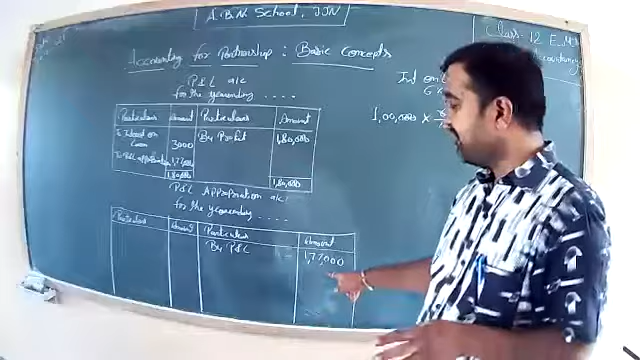 A.B.N. School, JJN
Class- 12 E.M.
Accountancy
Accounting for Partnership : Basic Concepts
P&L a/c
for the year ending ....
Int on
6%
1,00,000 ×
Particulars Amount Particulars Amount
To Interest on Loan 3000 By Profit 1,80,000
To P&L appropriation 1,77,000
1,80,000 1,80,000
P&L Appropriation a/c
for the year ending ....
Particulars Amount Particulars Amount
By P&L 1,77,000